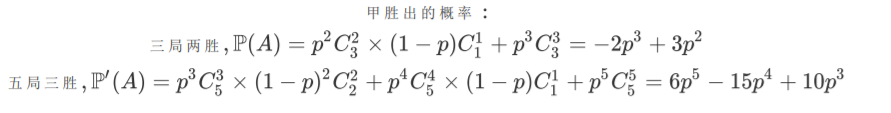 甲胜出的概率：
三局两胜,ℙ(A) = p²C₃² × (1 − p)C₁¹ + p³C₃³ = −2p³ + 3p²
五局三胜,ℙ′(A) = p³C₅³ × (1 − p)²C₂² + p⁴C₅⁴ × (1 − p)C₁¹ + p⁵C₅⁵ = 6p⁵ − 15p⁴ + 10p³